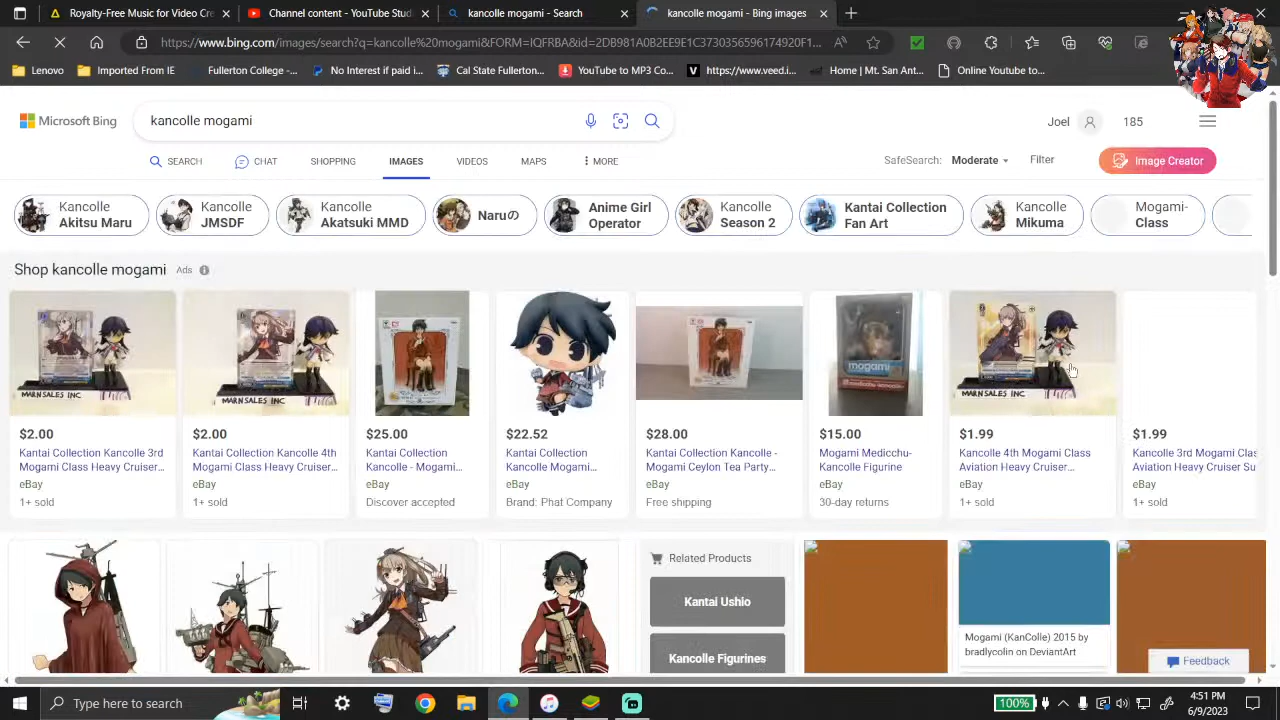 Royalty-Free Music for Video Cre
Channel content - YouTube Stud
kancolle mogami - Search
kancolle mogami - Bing images
https://www.bing.com/images/search?q=kancolle%20mogami&FORM=IQFRBA&id=2DB981A0B2EE9E1C3730356596174920F1...
Lenovo
Imported From IE
Fullerton College -...
No Interest if paid i...
Cal State Fullerton...
YouTube to MP3 Co...
https://www.veed.i...
Home | Mt. San Ant...
Online Youtube to...
Microsoft Bing
kancolle mogami
Joel
185
SEARCH
CHAT
SHOPPING
IMAGES
VIDEOS
MAPS
MORE
SafeSearch: Moderate
Filter
Image Creator
Kancolle
Akitsu Maru
Kancolle
JMSDF
Kancolle
Akatsuki MMD
Naruの
Anime Girl
Operator
Kancolle
Season 2
Kantai Collection
Fan Art
Kancolle
Mikuma
Mogami-
Class
Shop kancolle mogami
Ads
MARNSALES INC
MARNSALES INC
mogami
MARNSALES INC
$2.00
Kantai Collection Kancolle 3rd
Mogami Class Heavy Cruiser...
eBay
1+ sold
$2.00
Kantai Collection Kancolle 4th
Mogami Class Heavy Cruiser...
eBay
1+ sold
$25.00
Kantai Collection
Kancolle - Mogami...
eBay
Discover accepted
$22.52
Kantai Collection
Kancolle Mogami...
eBay
Brand: Phat Company
$28.00
Kantai Collection Kancolle -
Mogami Ceylon Tea Party...
eBay
Free shipping
$15.00
Mogami Medicchu-
Kancolle Figurine
eBay
30-day returns
$1.99
Kancolle 4th Mogami Class
Aviation Heavy Cruiser...
eBay
1+ sold
$1.99
Kancolle 3rd Mogami Clas
Aviation Heavy Cruiser Su
eBay
1+ sold
Related Products
Kantai Ushio
Kancolle Figurines
Mogami (KanColle) 2015 by
bradlycolin on DeviantArt
Feedback
Type here to search
100%
4:51 PM
6/9/2023